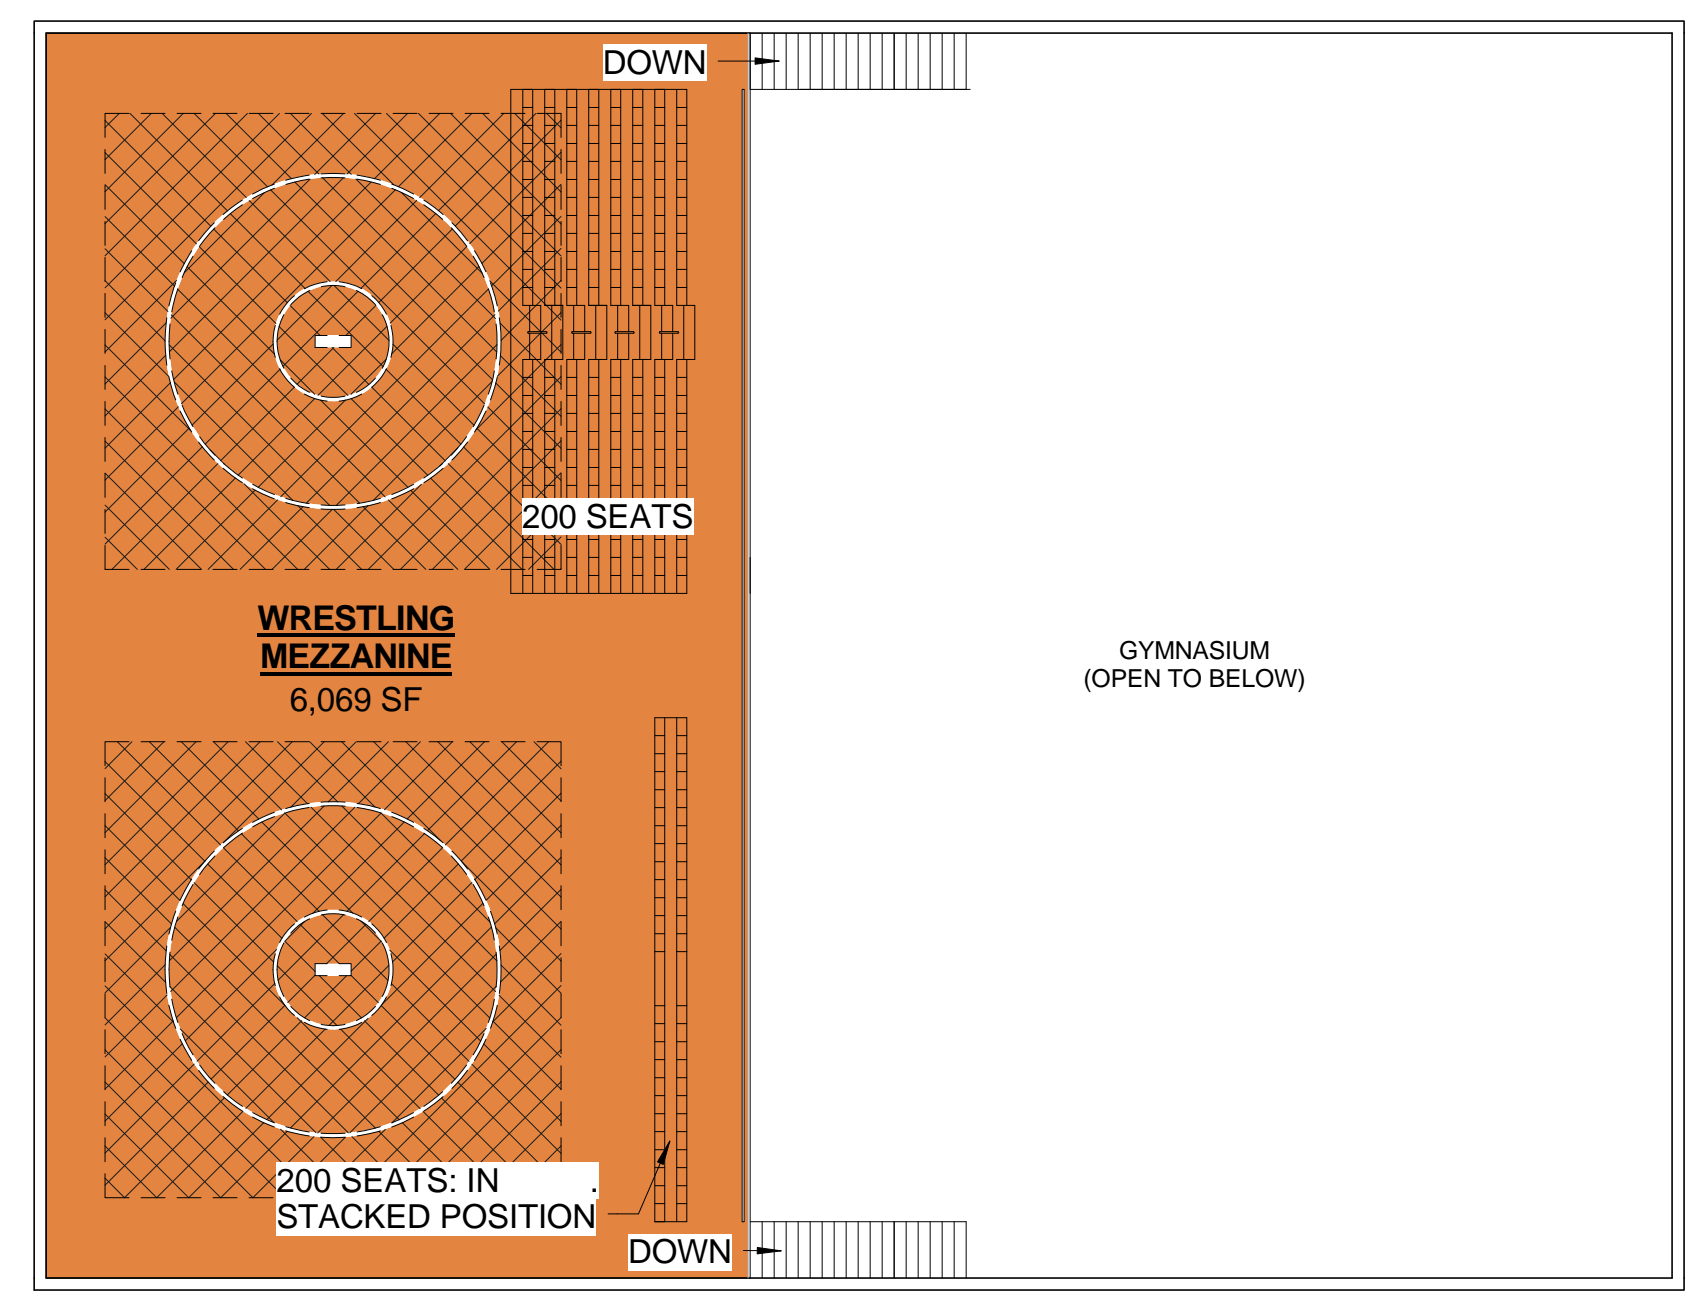 DOWN
200 SEATS
WRESTLING
MEZZANINE
6,069 SF
GYMNASIUM
(OPEN TO BELOW)
200 SEATS: IN .
STACKED POSITION
DOWN